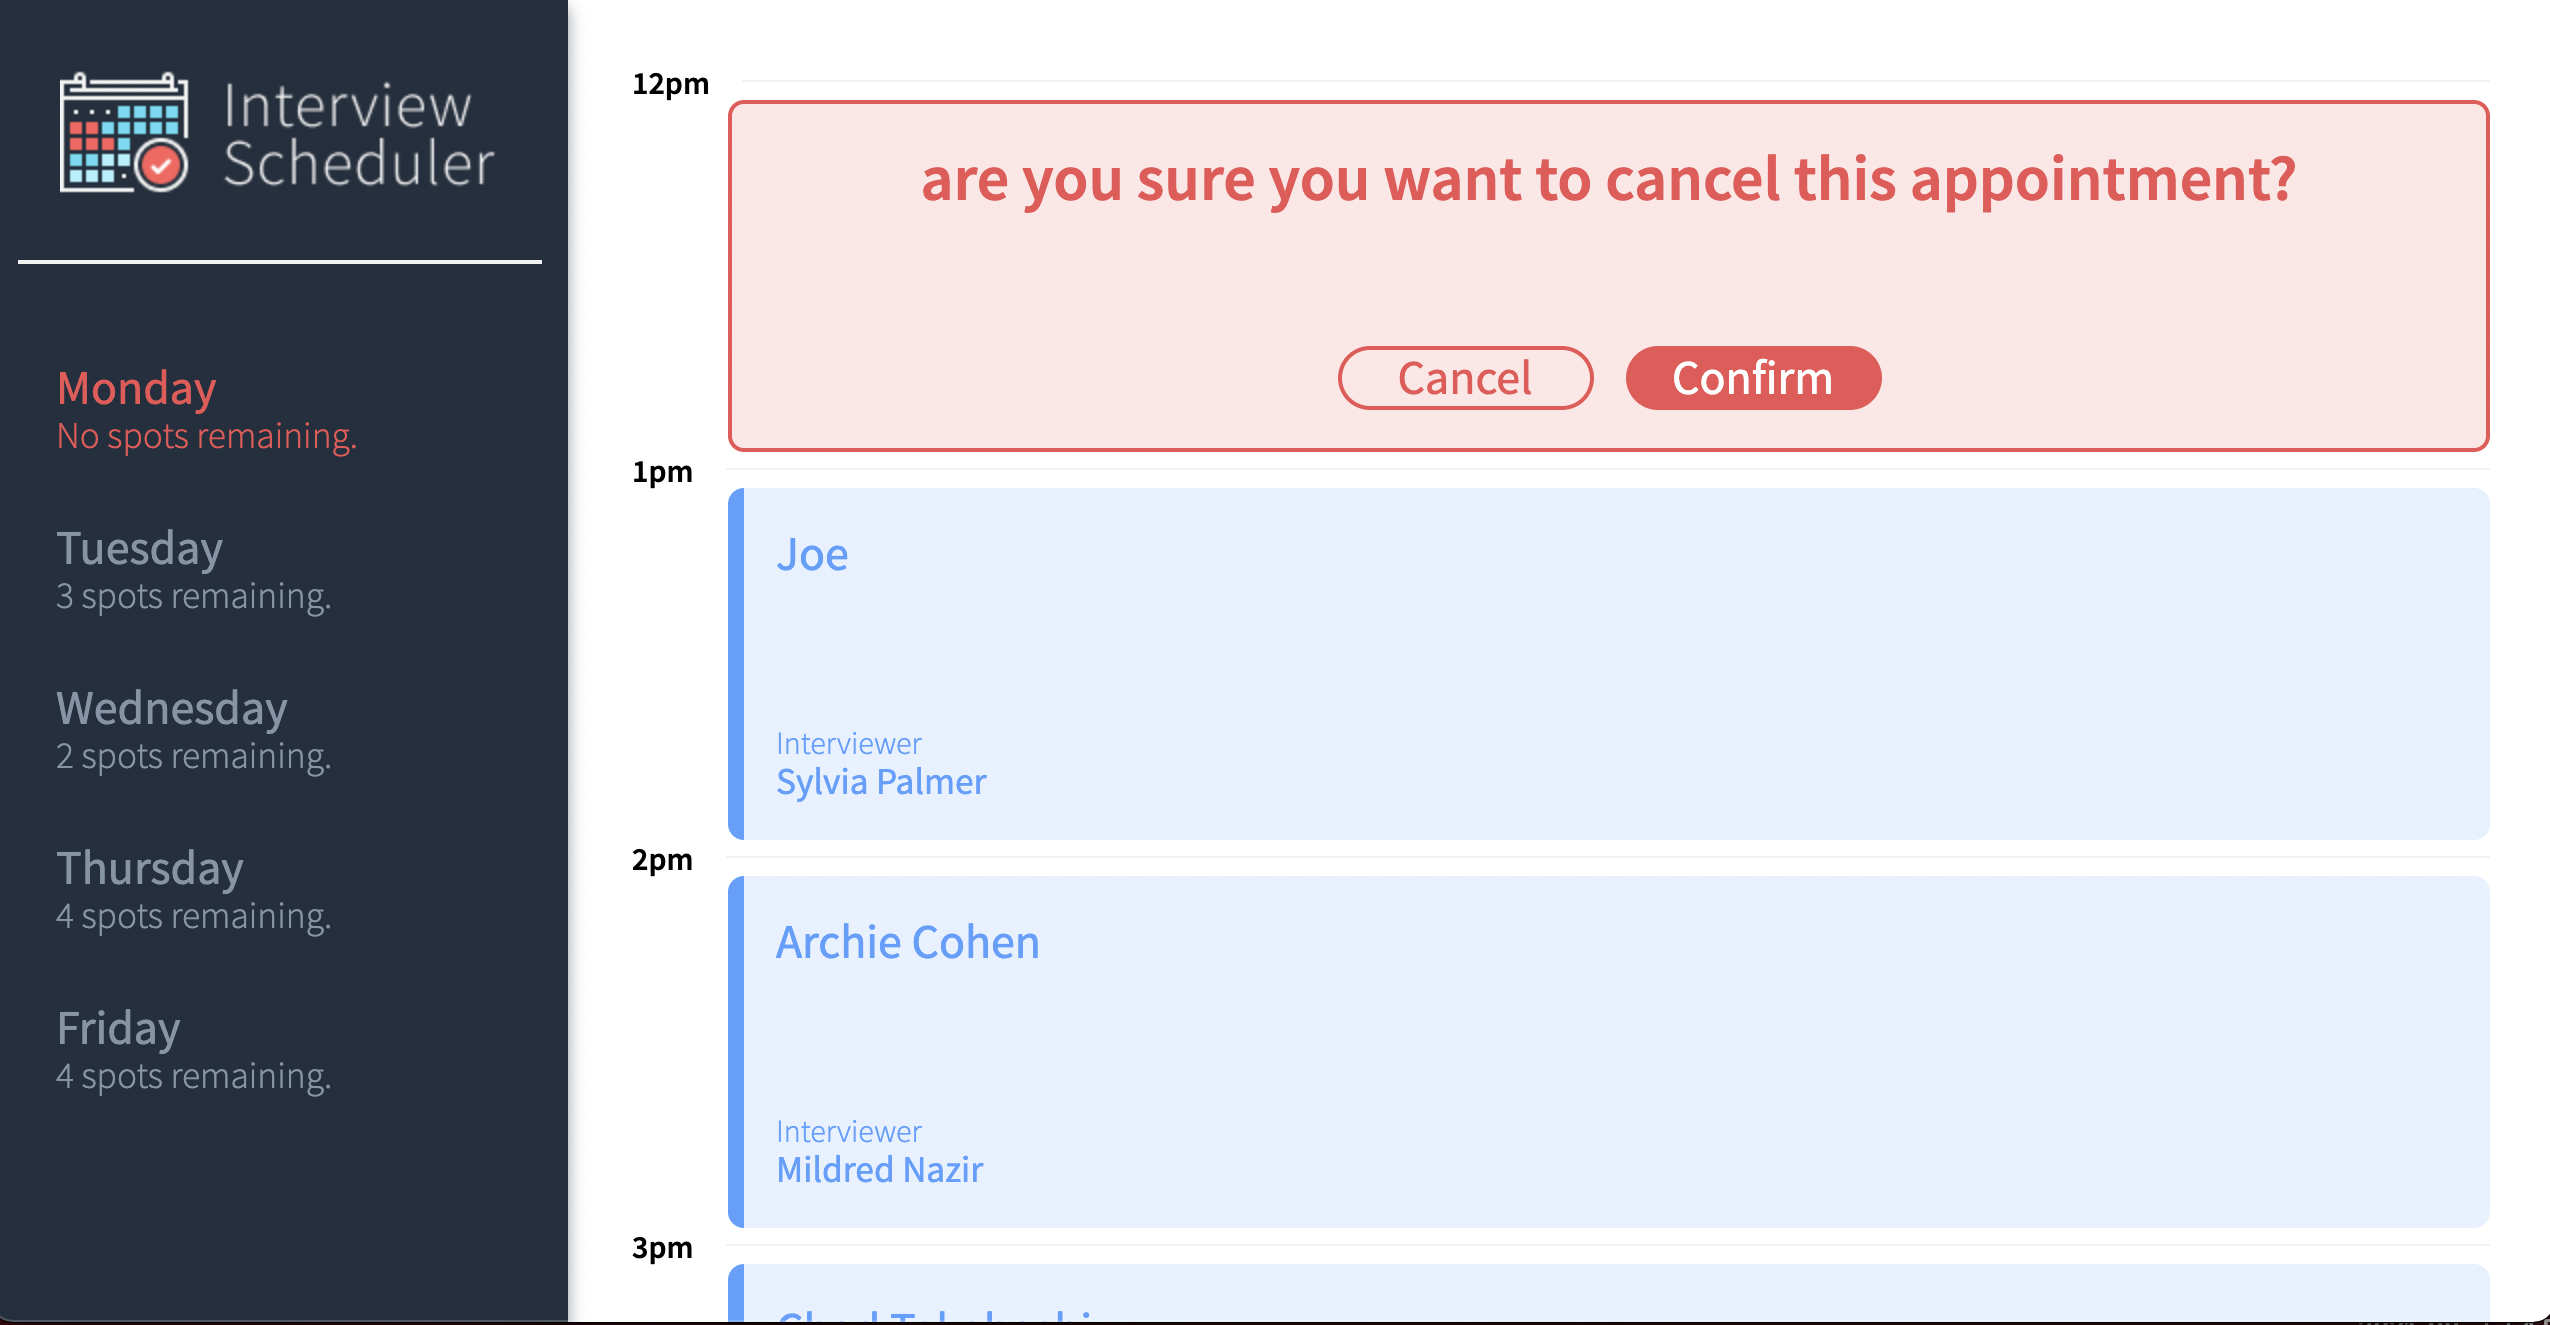 Interview
Scheduler
Monday
No spots remaining.
Tuesday
3 spots remaining.
Wednesday
2 spots remaining.
Thursday
4 spots remaining.
Friday
4 spots remaining.
12pm
are you sure you want to cancel this appointment?
Cancel
Confirm
1pm
Joe
Interviewer
Sylvia Palmer
2pm
Archie Cohen
Interviewer
Mildred Nazir
3pm